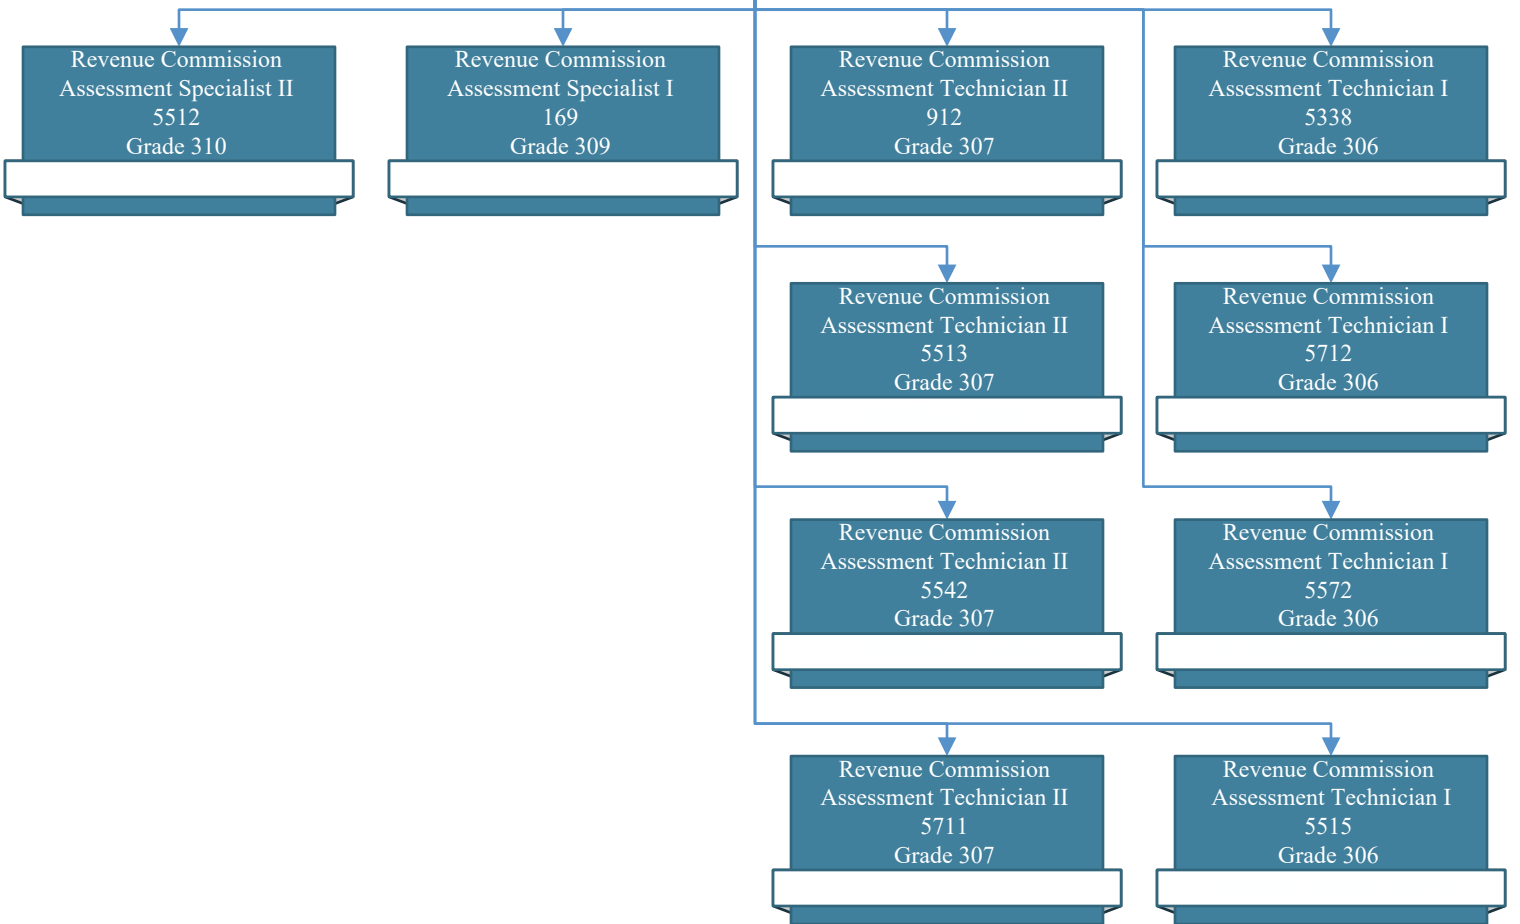 Revenue Commission
Assessment Specialist II
5512
Grade 310
Revenue Commission
Assessment Specialist I
169
Grade 309
Revenue Commission
Assessment Technician II
912
Grade 307
Revenue Commission
Assessment Technician I
5338
Grade 306
Revenue Commission
Assessment Technician II
5513
Grade 307
Revenue Commission
Assessment Technician I
5712
Grade 306
Revenue Commission
Assessment Technician II
5542
Grade 307
Revenue Commission
Assessment Technician I
5572
Grade 306
Revenue Commission
Assessment Technician II
5711
Grade 307
Revenue Commission
Assessment Technician I
5515
Grade 306